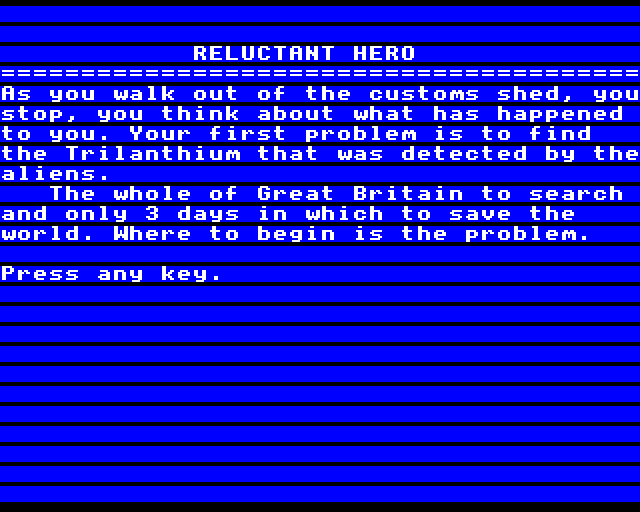 RELUCTANT HERO
========================================
As you walk out of the customs shed, you
stop, you think about what has happened
to you. Your first problem is to find
the Trilanthium that was detected by the
aliens.
The whole of Great Britain to search
and only 3 days in which to save the
world. Where to begin is the problem.
Press any key.